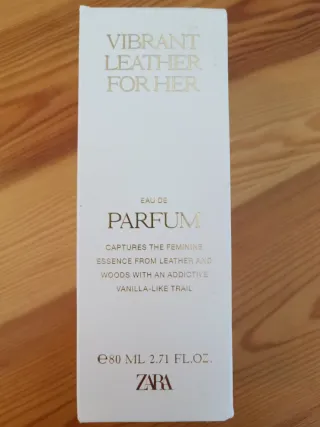 VIBRANT
LEATHER
FOR HER
EAU DE
PARFUM
CAPTURES THE FEMININE
ESSENCE FROM LEATHER AND
WOODS WITH AN ADDICTIVE
VANILLA-LIKE TRAIL
℮80 ML 2.71 FL.OZ.
ZARA